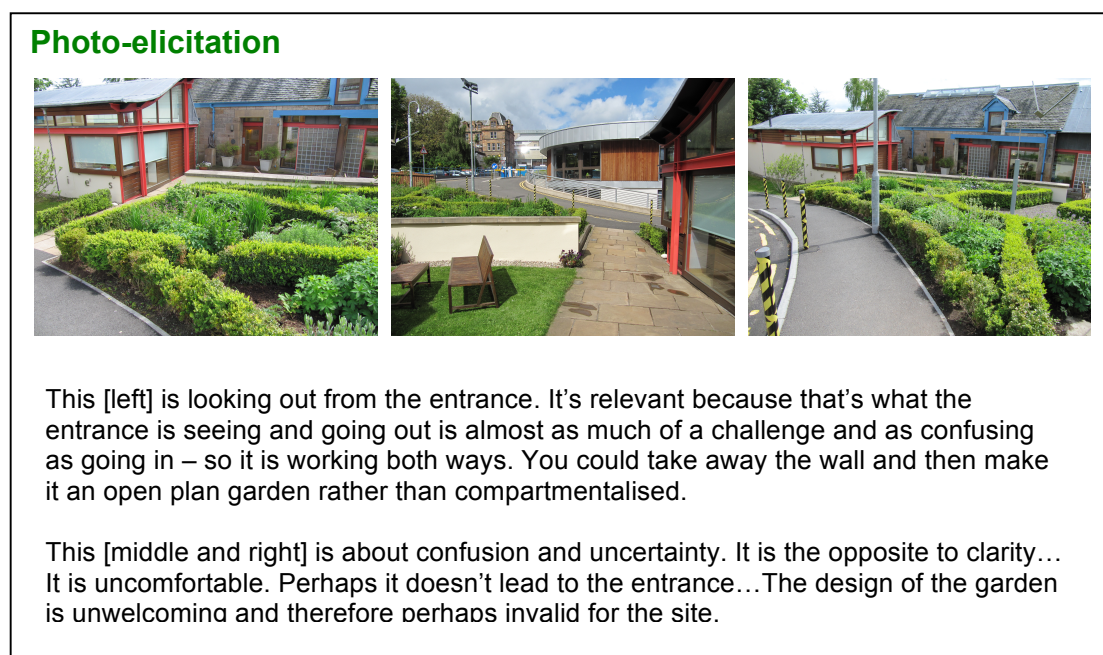 Photo-elicitation
This [left] is looking out from the entrance. It’s relevant because that’s what the
entrance is seeing and going out is almost as much of a challenge and as confusing
as going in – so it is working both ways. You could take away the wall and then make
it an open plan garden rather than compartmentalised.
This [middle and right] is about confusion and uncertainty. It is the opposite to clarity…
It is uncomfortable. Perhaps it doesn’t lead to the entrance…The design of the garden
is unwelcoming and therefore perhaps invalid for the site.